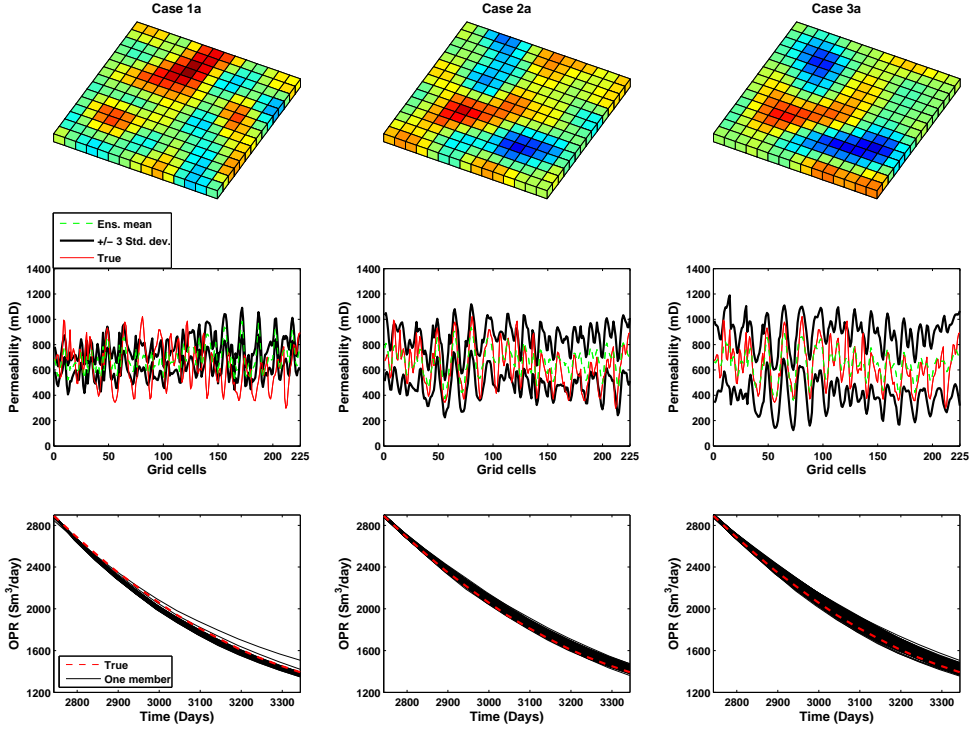 Case 1a
Case 2a
Case 3a
Ens. mean
+/− 3 Std. dev.
True
Permeability (mD)
1400
1200
1000
800
600
400
200
0
0 50 100 150 200 225
Grid cells
Permeability (mD)
1400
1200
1000
800
600
400
200
0
0 50 100 150 200 225
Grid cells
Permeability (mD)
1400
1200
1000
800
600
400
200
0
0 50 100 150 200 225
Grid cells
OPR (Sm³/day)
2800
2400
2000
1600
1200
True
One member
2800 2900 3000 3100 3200 3300
Time (Days)
OPR (Sm³/day)
2800
2400
2000
1600
1200
2800 2900 3000 3100 3200 3300
Time (Days)
OPR (Sm³/day)
2800
2400
2000
1600
1200
2800 2900 3000 3100 3200 3300
Time (Days)